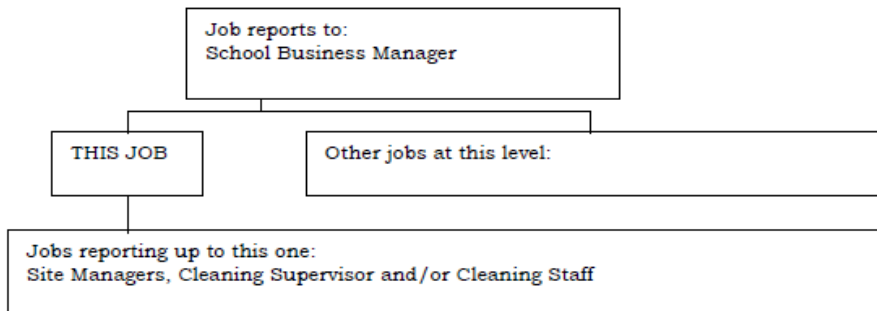 Job reports to:
School Business Manager
THIS JOB
Other jobs at this level:
Jobs reporting up to this one:
Site Managers, Cleaning Supervisor and/or Cleaning Staff